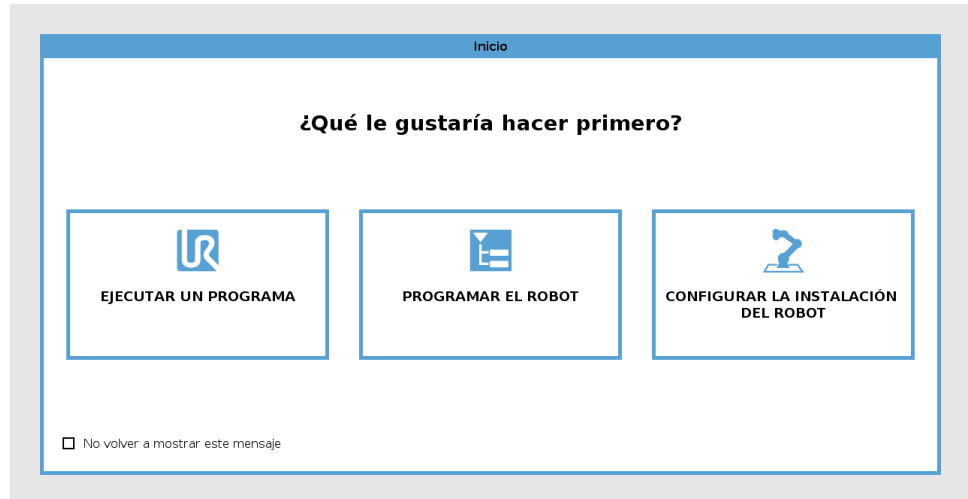 Inicio
¿Qué le gustaría hacer primero?
UR
EJECUTAR UN PROGRAMA
PROGRAMAR EL ROBOT
CONFIGURAR LA INSTALACIÓN
DEL ROBOT
No volver a mostrar este mensaje